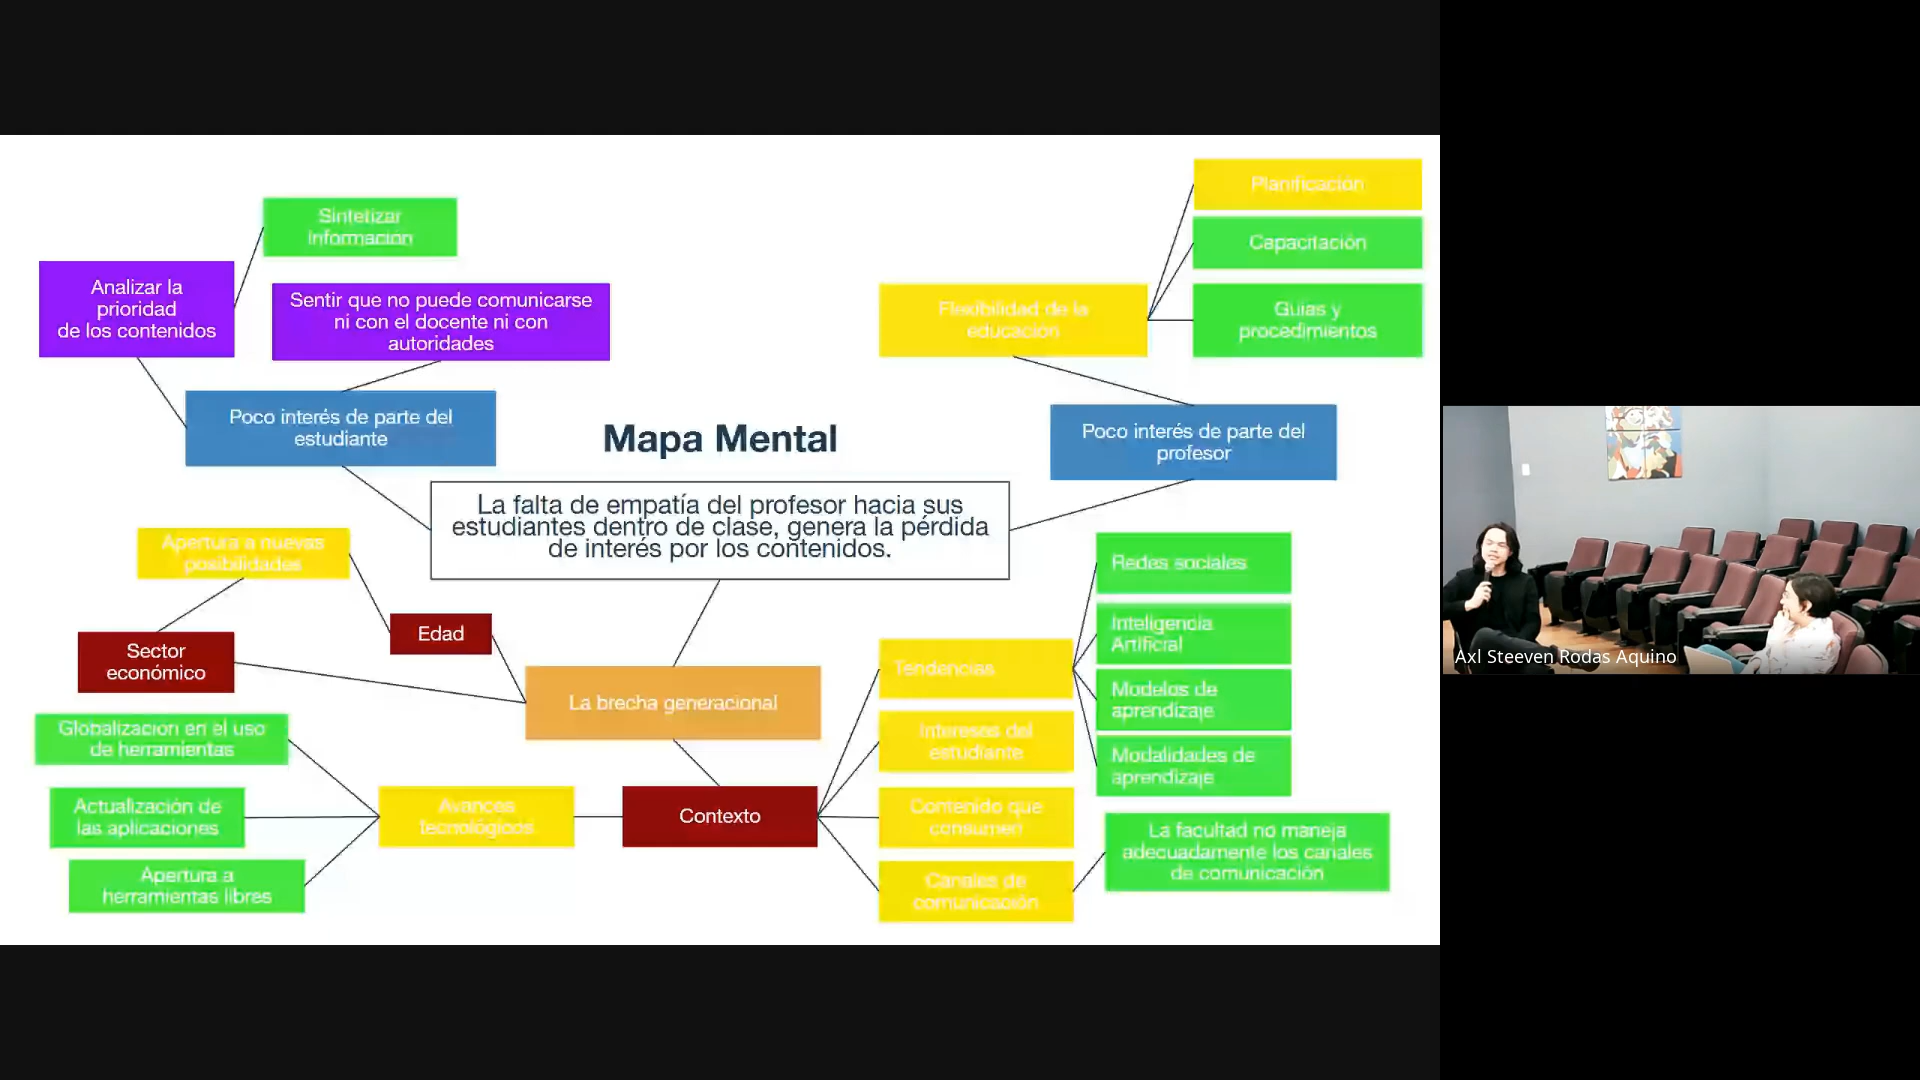 Planificación
Sintetizar
información
Capacitación
Analizar la
prioridad
de los contenidos
Sentir que no puede comunicarse
ni con el docente ni con
autoridades
Flexibilidad de la
educación
Guias y
procedimientos
Poco interés de parte del
estudiante
Mapa Mental
Poco interés de parte del
profesor
La falta de empatía del profesor hacia sus
estudiantes dentro de clase, genera la pérdida
de interés por los contenidos.
Apertura a nuevas
posibilidades
Redes sociales
Edad
Inteligencia
Artificial
Sector
económico
Tendencias
La brecha generacional
Modelos de
aprendizaje
Globalizacion en el uso
de herramientas
Intereses del
estudiante
Modalidades de
aprendizaje
Actualización de
las aplicaciones
Avances
tecnológicos
Contexto
Contenido que
consumen
La facultad no maneja
adecuadamente los canales
de comunicación
Apertura a
herramientas libres
Canales de
comunicación
Axl Steeven Rodas Aquino